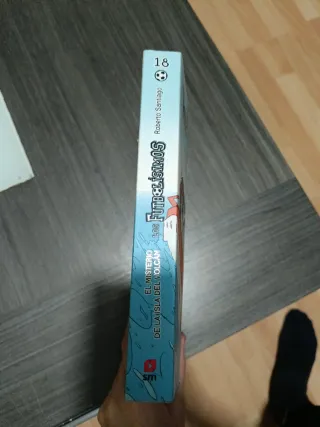 18
Roberto Santiago
LOS FUTBOLÍSIMOS
EL MISTERIO
DE LA ISLA DEL VOLCÁN
sm